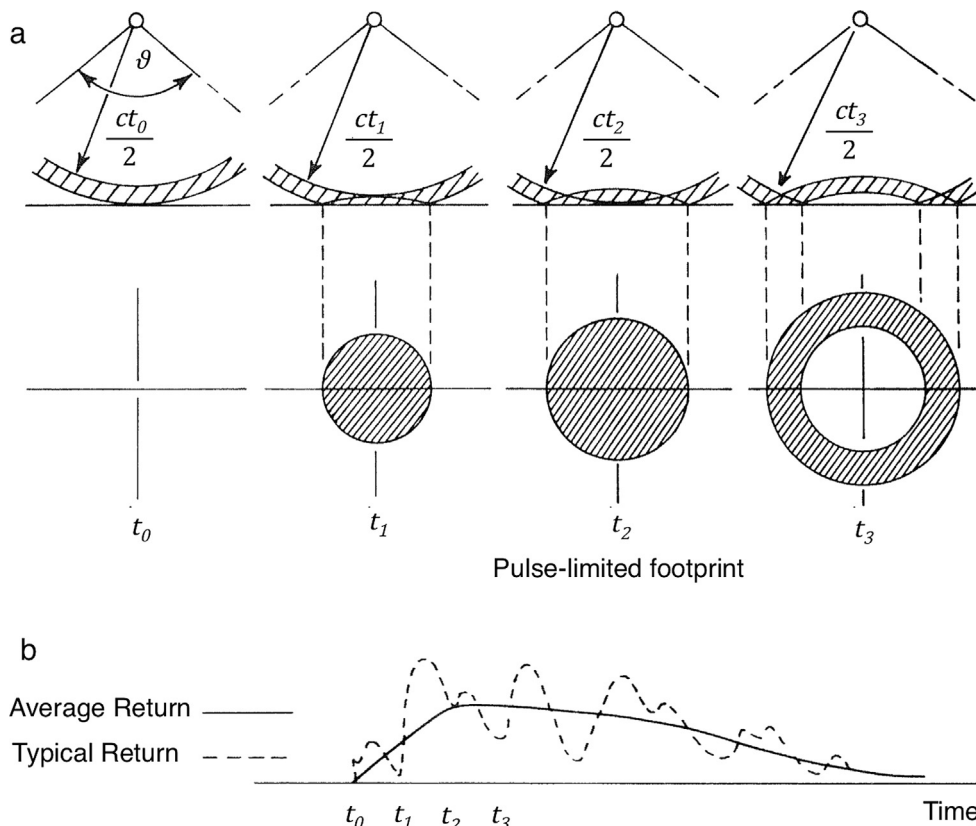 a
ϑ
ct₀/2
ct₁/2
ct₂/2
ct₃/2
t₀
t₁
t₂
t₃
Pulse-limited footprint
b
Average Return
Typical Return
t₀ t₁ t₂ t₃ Time